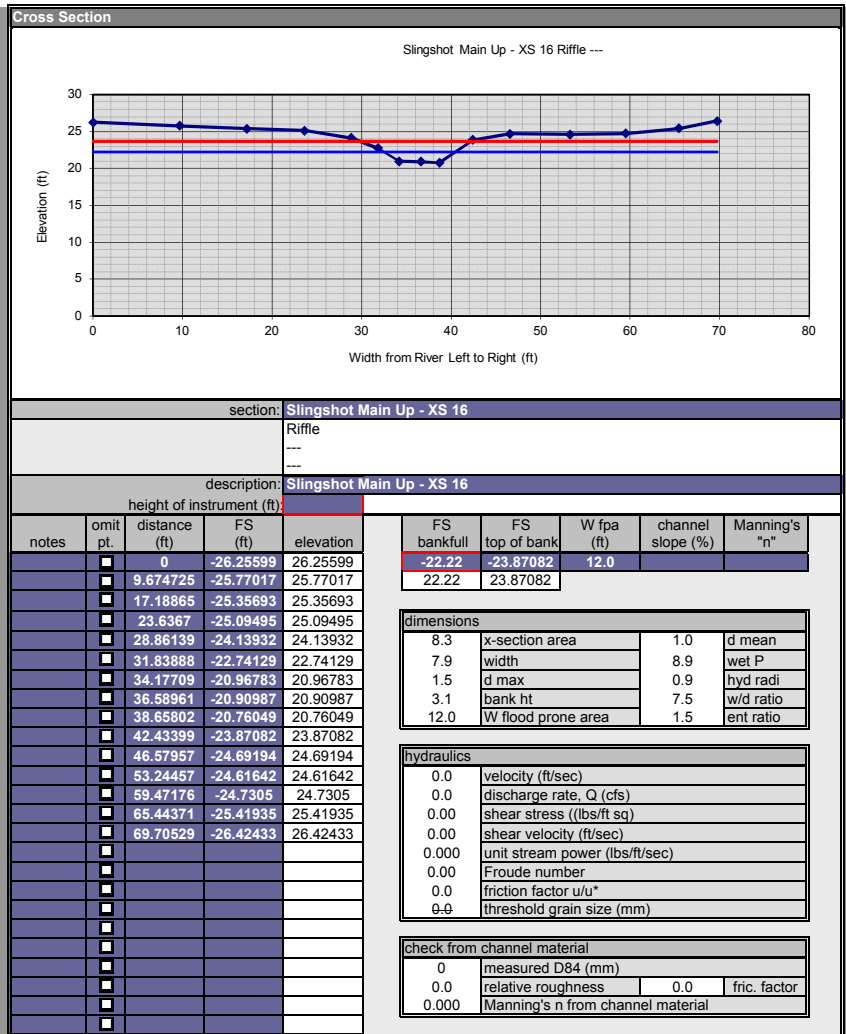 Cross Section
Slingshot Main Up - XS 16 Riffle ---
30
25
20
15
10
5
0
Elevation (ft)
0 10 20 30 40 50 60 70 80
Width from River Left to Right (ft)
section: Slingshot Main Up - XS 16
Riffle
---
---
description: Slingshot Main Up - XS 16
height of instrument (ft):
notes omit pt. distance (ft) FS (ft) elevation
0 -26.25599 26.25599
9.674725 -25.77017 25.77017
17.18865 -25.35693 25.35693
23.6367 -25.09495 25.09495
28.86139 -24.13932 24.13932
31.83888 -22.74129 22.74129
34.17709 -20.96783 20.96783
36.58961 -20.90987 20.90987
38.65802 -20.76049 20.76049
42.43399 -23.87082 23.87082
46.57957 -24.69194 24.69194
53.24457 -24.61642 24.61642
59.47176 -24.7305 24.7305
65.44371 -25.41935 25.41935
69.70529 -26.42433 26.42433
FS bankfull FS top of bank W fpa (ft) channel slope (%) Manning's "n"
-22.22 -23.87082 12.0
22.22 23.87082
dimensions
8.3 x-section area 1.0 d mean
7.9 width 8.9 wet P
1.5 d max 0.9 hyd radi
3.1 bank ht 7.5 w/d ratio
12.0 W flood prone area 1.5 ent ratio
hydraulics
0.0 velocity (ft/sec)
0.0 discharge rate, Q (cfs)
0.00 shear stress ((lbs/ft sq)
0.00 shear velocity (ft/sec)
0.000 unit stream power (lbs/ft/sec)
0.00 Froude number
0.0 friction factor u/u*
0.0 threshold grain size (mm)
check from channel material
0 measured D84 (mm)
0.0 relative roughness 0.0 fric. factor
0.000 Manning's n from channel material